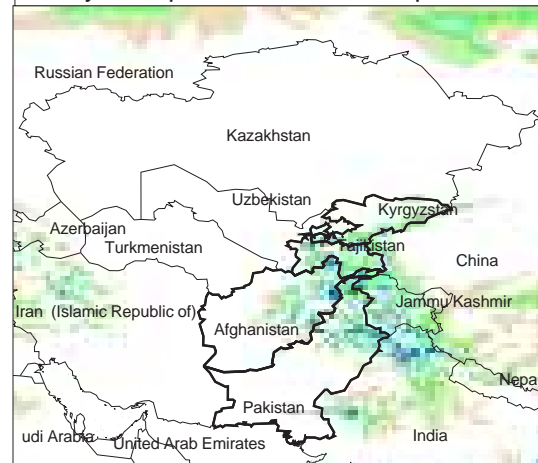 Russian Federation
Kazakhstan
Uzbekistan
Kyrgyzstan
Azerbaijan
Turkmenistan
Tajikistan
China
Iran (Islamic Republic of)
Jammu Kashmir
Afghanistan
Nepa
Pakistan
udi Arabia
United Arab Emirates
India